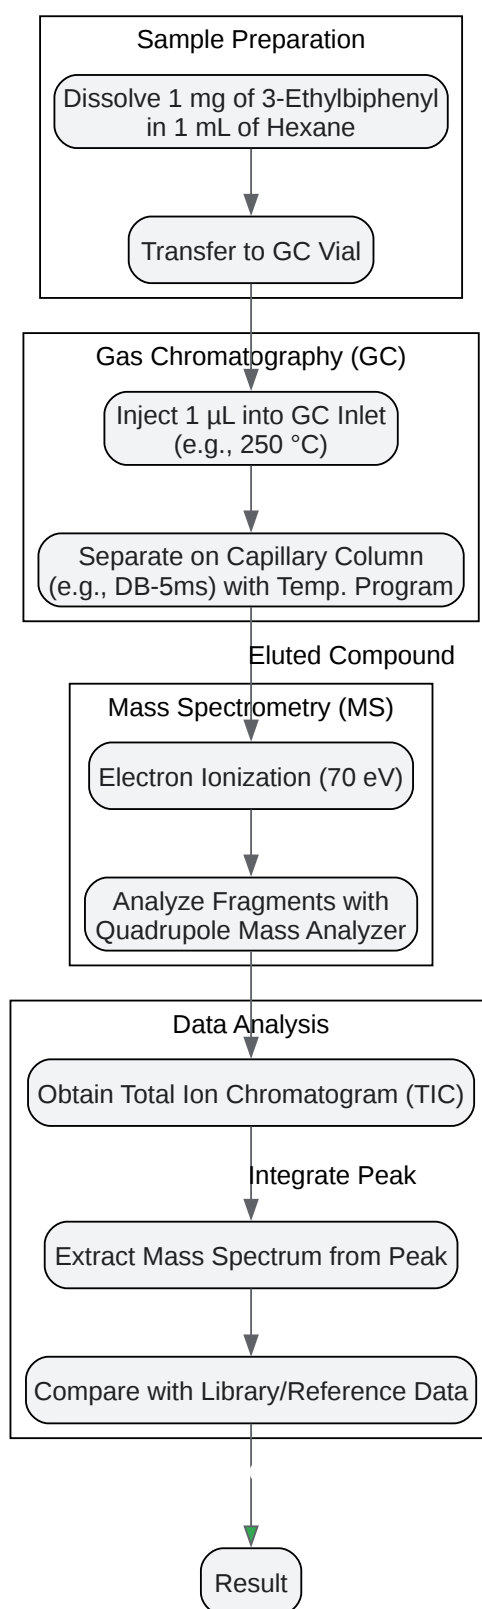 Sample Preparation
Dissolve 1 mg of 3-Ethylbiphenyl
in 1 mL of Hexane
Transfer to GC Vial
Gas Chromatography (GC)
Inject 1 µL into GC Inlet
(e.g., 250 °C)
Separate on Capillary Column
(e.g., DB-5ms) with Temp. Program
Eluted Compound
Mass Spectrometry (MS)
Electron Ionization (70 eV)
Analyze Fragments with
Quadrupole Mass Analyzer
Data Analysis
Obtain Total Ion Chromatogram (TIC)
Integrate Peak
Extract Mass Spectrum from Peak
Compare with Library/Reference Data
Result